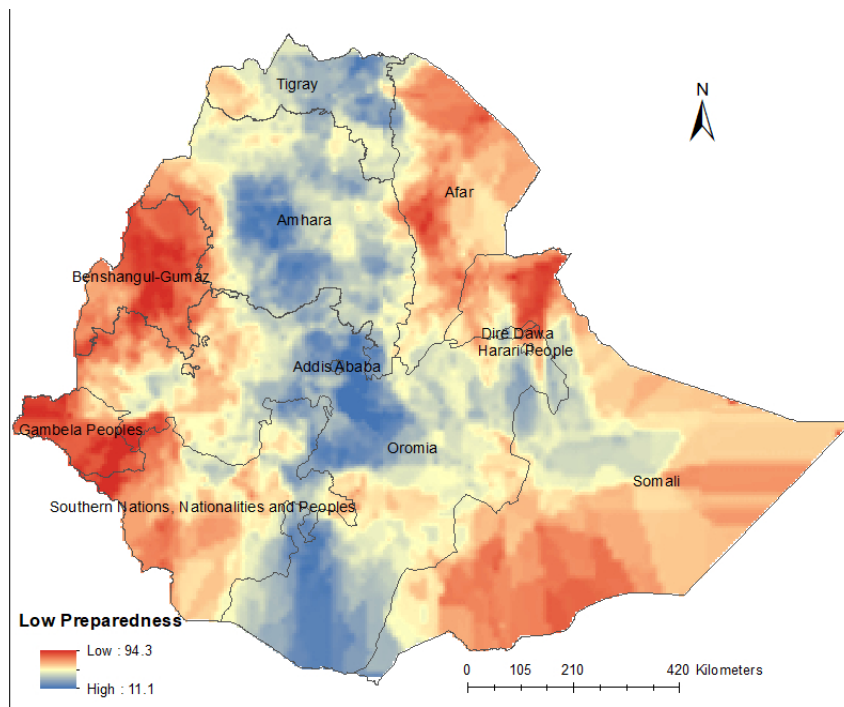 Tigray
N
Afar
Amhara
Benshangul-Gumaz
Dire Dawa
Harari People
Addis Ababa
Gambela Peoples
Oromia
Somali
Southern Nations, Nationalities and Peoples
Low Preparedness
Low : 94.3
High : 11.1
0 105 210 420 Kilometers